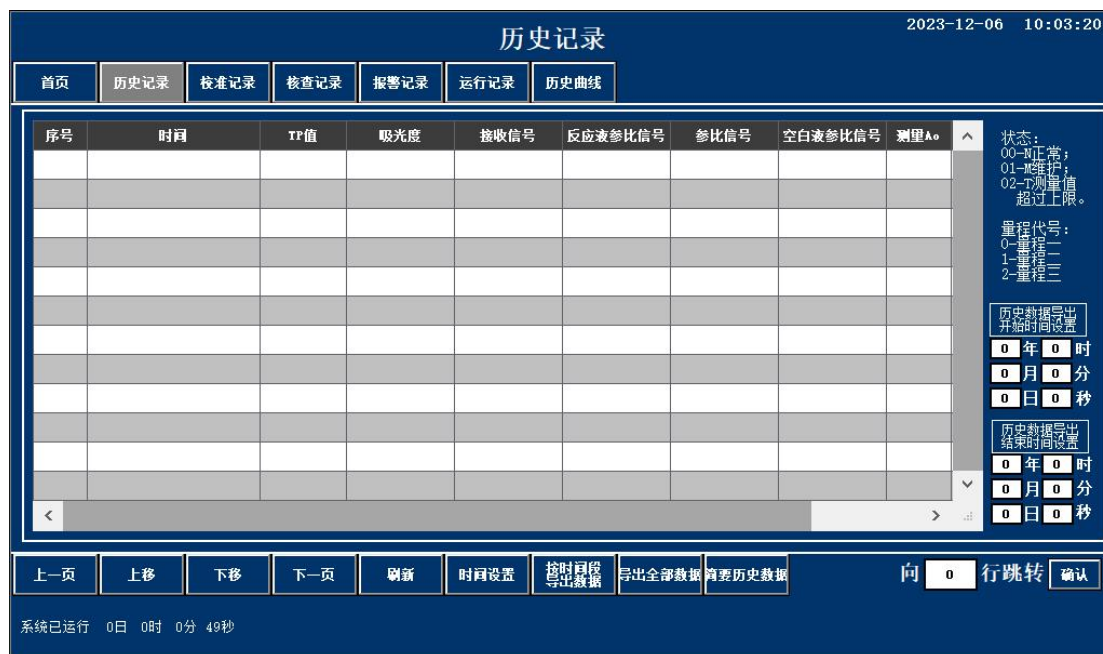 历史记录
2023-12-06 10:03:20
首页 历史记录 校准记录 核查记录 报警记录 运行记录 历史曲线
序号 时间 TP值 吸光度 接收信号 反应液参比信号 参比信号 空白液参比信号 测里Ao
状态：
00-N正常；
01-M维护；
02-T测量值
超过上限。
量程代号：
0-量程一
1-量程二
2-量程三
历史数据导出
开始时间设置
0 年 0 时
0 月 0 分
0 日 0 秒
历史数据导出
结束时间设置
0 年 0 时
0 月 0 分
0 日 0 秒
上一页 上移 下移 下一页 刷新 时间设置 按时间段导出数据 导出全部数据 简要历史数据
向 0 行跳转 确认
系统已运行 0日 0时 0分 49秒